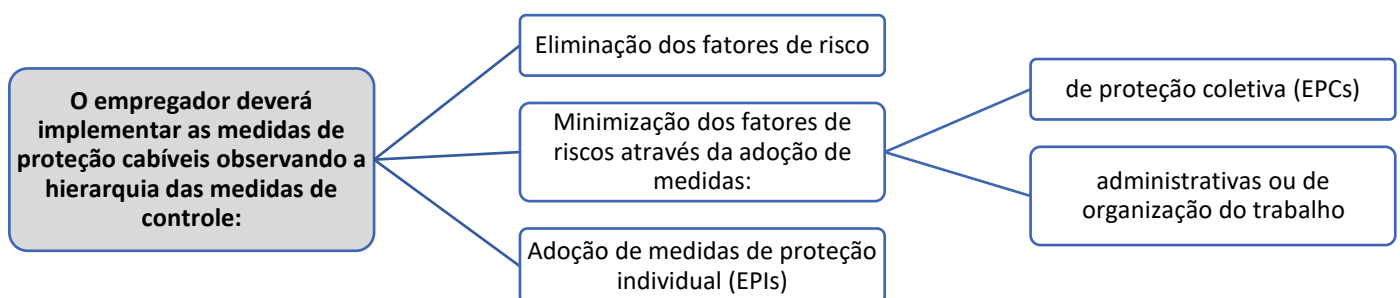 O empregador deverá
implementar as medidas de
proteção cabíveis observando a
hierarquia das medidas de
controle:
Eliminação dos fatores de risco
Minimização dos fatores de
riscos através da adoção de
medidas:
de proteção coletiva (EPCs)
administrativas ou de
organização do trabalho
Adoção de medidas de proteção
individual (EPIs)